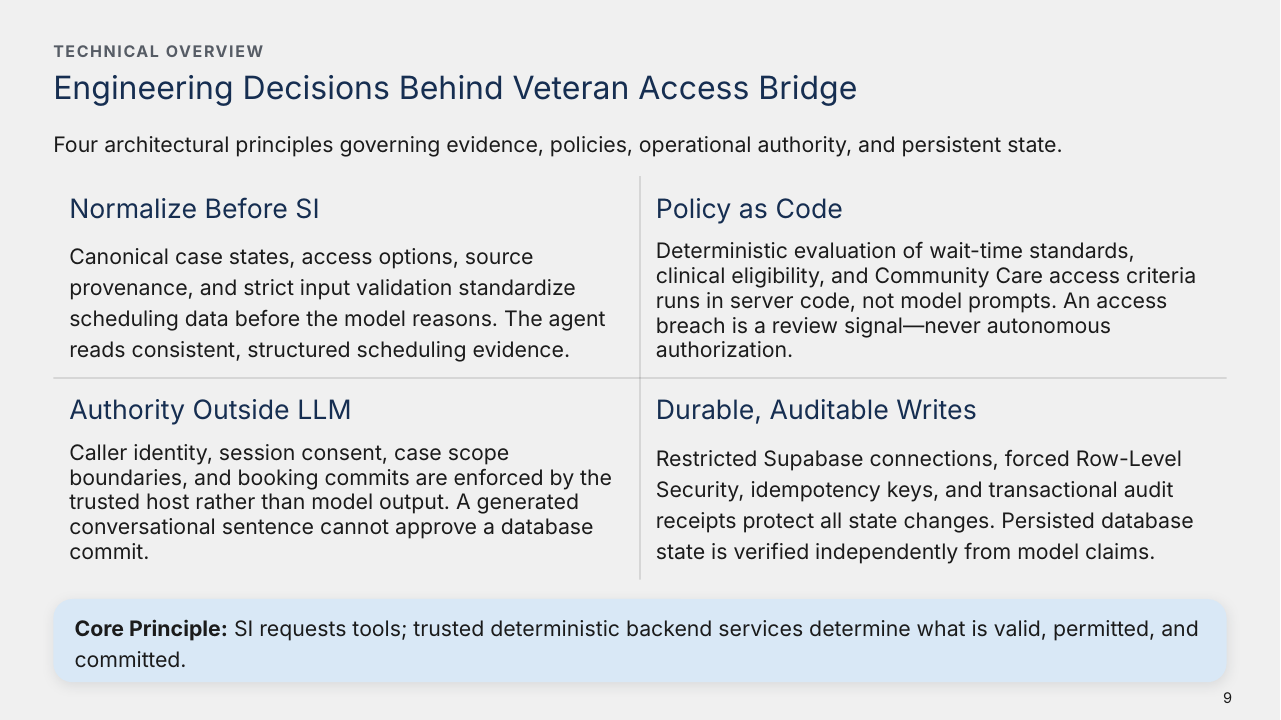 TECHNICAL OVERVIEW
Engineering Decisions Behind Veteran Access Bridge
Four architectural principles governing evidence, policies, operational authority, and persistent state.
Normalize Before SI
Canonical case states, access options, source
provenance, and strict input validation standardize
scheduling data before the model reasons. The agent
reads consistent, structured scheduling evidence.
Policy as Code
Deterministic evaluation of wait-time standards,
clinical eligibility, and Community Care access criteria
runs in server code, not model prompts. An access
breach is a review signal—never autonomous
authorization.
Authority Outside LLM
Caller identity, session consent, case scope
boundaries, and booking commits are enforced by the
trusted host rather than model output. A generated
conversational sentence cannot approve a database
commit.
Durable, Auditable Writes
Restricted Supabase connections, forced Row-Level
Security, idempotency keys, and transactional audit
receipts protect all state changes. Persisted database
state is verified independently from model claims.
Core Principle: SI requests tools; trusted deterministic backend services determine what is valid, permitted, and
committed.
9